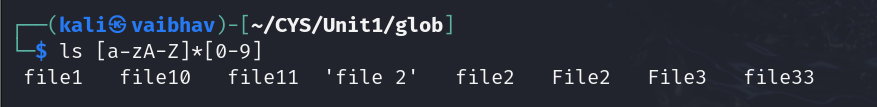 ┌──(kali㉿vaibhav)-[~/CYS/Unit1/glob]
└─$ ls [a-zA-Z]*[0-9]
file1   file10   file11  'file 2'   file2   File2   File3   file33